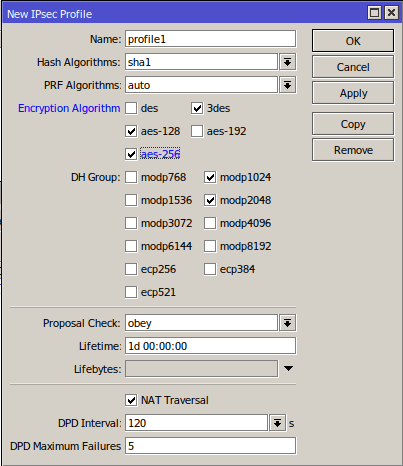 New IPsec Profile
Name: profile1
OK
Hash Algorithms: sha1
Cancel
PRF Algorithms: auto
Apply
Encryption Algorithm des 3des
Copy
aes-128 aes-192
Remove
aes-256
DH Group: modp768 modp1024
modp1536 modp2048
modp3072 modp4096
modp6144 modp8192
ecp256 ecp384
ecp521
Proposal Check: obey
Lifetime: 1d 00:00:00
Lifebytes:
NAT Traversal
DPD Interval: 120 s
DPD Maximum Failures 5